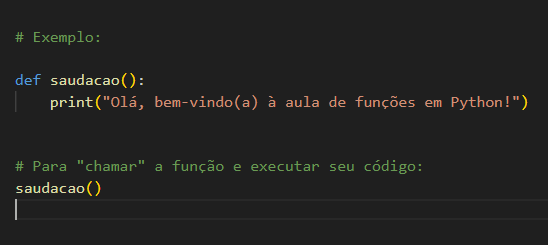 # Exemplo:
def saudacao():
    print("Olá, bem-vindo(a) à aula de funções em Python!")
# Para "chamar" a função e executar seu código:
saudacao()